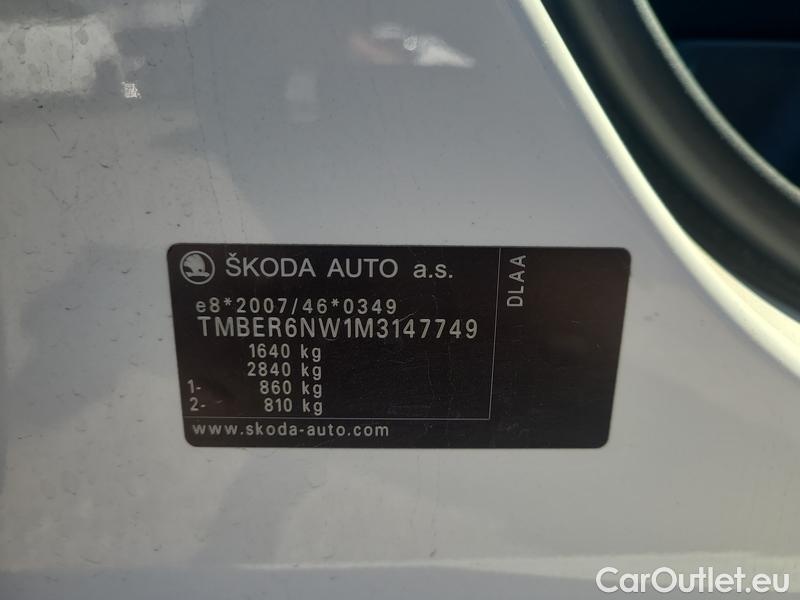 ŠKODA AUTO a.s.
DLAA
e8*2007/46*0349
TMBER6NW1M3147749
1640 kg
2840 kg
1- 860 kg
2- 810 kg
www.skoda-auto.com
CarOutlet.eu